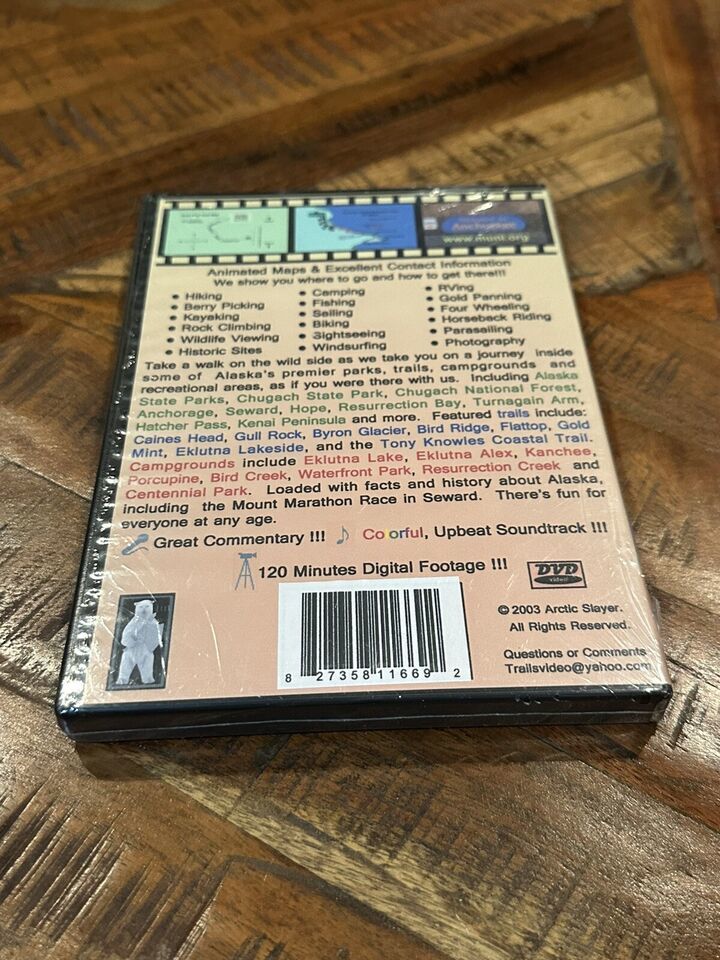 Anchorage
www.muni.org
Animated Maps & Excellent Contact Information
We show you where to go and how to get there!!!
• Hiking
• Berry Picking
• Kayaking
• Rock Climbing
• Wildlife Viewing
• Historic Sites
• Camping
• Fishing
• Sailing
• Biking
• Sightseeing
• Windsurfing
• RVing
• Gold Panning
• Four Wheeling
• Horseback Riding
• Parasailing
• Photography
Take a walk on the wild side as we take you on a journey inside
some of Alaska's premier parks, trails, campgrounds and
recreational areas, as if you were there with us. Including Alaska
State Parks, Chugach State Park, Chugach National Forest,
Anchorage, Seward, Hope, Resurrection Bay, Turnagain Arm,
Hatcher Pass, Kenai Peninsula and more. Featured trails include:
Caines Head, Gull Rock, Byron Glacier, Bird Ridge, Flattop, Gold
Mint, Eklutna Lakeside, and the Tony Knowles Coastal Trail.
Campgrounds include Eklutna Lake, Eklutna Alex, Kanchee,
Porcupine, Bird Creek, Waterfront Park, Resurrection Creek and
Centennial Park. Loaded with facts and history about Alaska,
including the Mount Marathon Race in Seward. There's fun for
everyone at any age.
Great Commentary !!! Colorful, Upbeat Soundtrack !!!
120 Minutes Digital Footage !!!
DVD
video
© 2003 Arctic Slayer.
All Rights Reserved.
Questions or Comments
Trailsvideo@yahoo.com
8 27358 11669 2